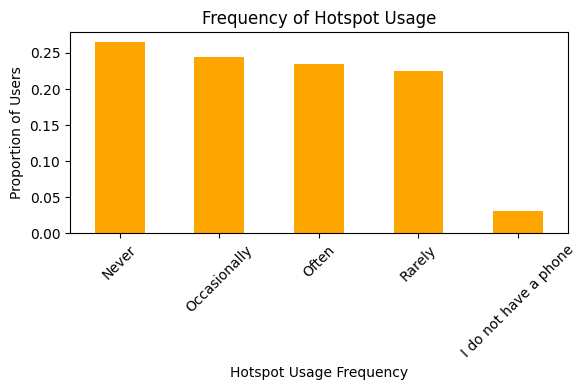 Frequency of Hotspot Usage
Proportion of Users
0.25
0.20
0.15
0.10
0.05
0.00
Never
Occasionally
Often
Rarely
I do not have a phone
Hotspot Usage Frequency